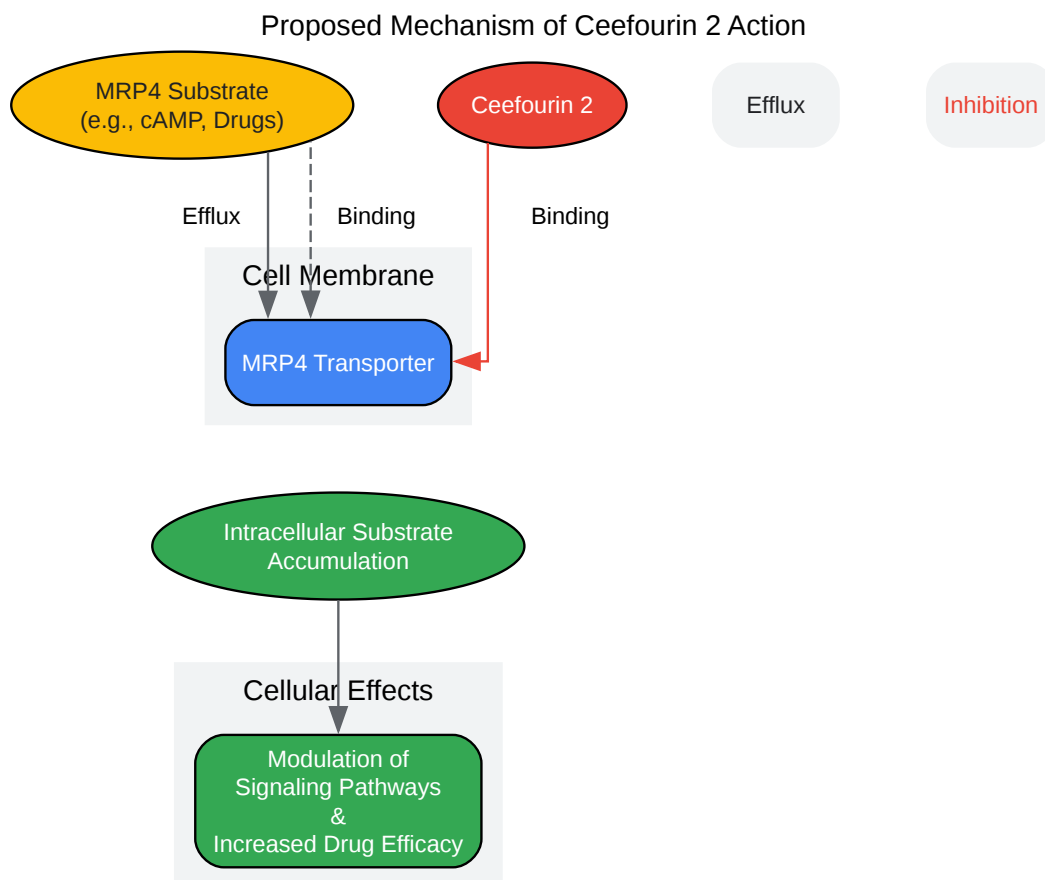 Proposed Mechanism of Ceefourin 2 Action
MRP4 Substrate
(e.g., cAMP, Drugs)
Ceefourin 2
Efflux
Inhibition
Efflux
Binding
Binding
Cell Membrane
MRP4 Transporter
Intracellular Substrate
Accumulation
Cellular Effects
Modulation of
Signaling Pathways
&
Increased Drug Efficacy